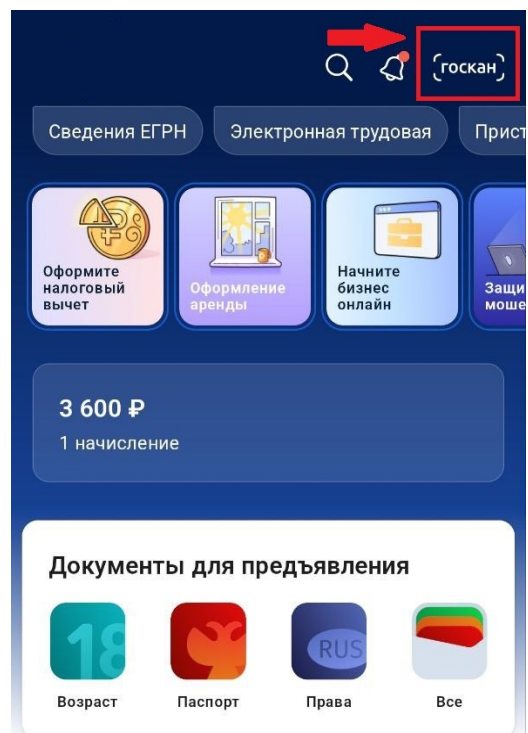 госкан
Сведения ЕГРН
Электронная трудовая
Прист
Оформите
налоговый
вычет
Оформление
аренды
Начните
бизнес
онлайн
Защи
моше
3 600 ₽
1 начисление
Документы для предъявления
18
RUS
Возраст
Паспорт
Права
Все